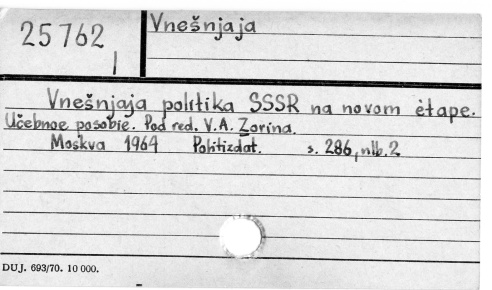 25762
I
Vnešnjaja
Vnešnjaja politika SSSR na novom ėtape.
Učebnoe posobie. Pod red. V.A. Zorina.
Moskva 1964 Politizdat. s. 286, nlb. 2
DUJ. 693/70. 10 000.